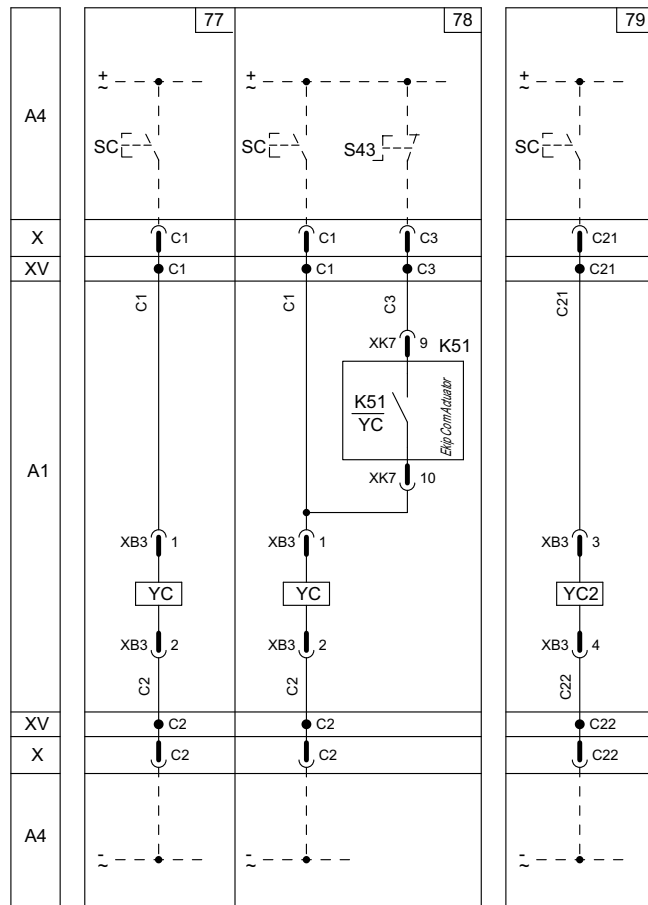 77 78 79
+ + +
~ ~ ~
A4
SC SC S43 SC
X C1 C1 C3 C21
XV C1 C1 C3 C21
C1 C1 C3 C21
XK7 9 K51
K51
YC
Ekip Com Actuator
A1
XK7 10
XB3 1 XB3 1 XB3 3
YC YC YC2
XB3 2 XB3 2 XB3 4
C2 C2 C22
XV C2 C2 C22
X C2 C2 C22
A4
- - -
~ ~ ~